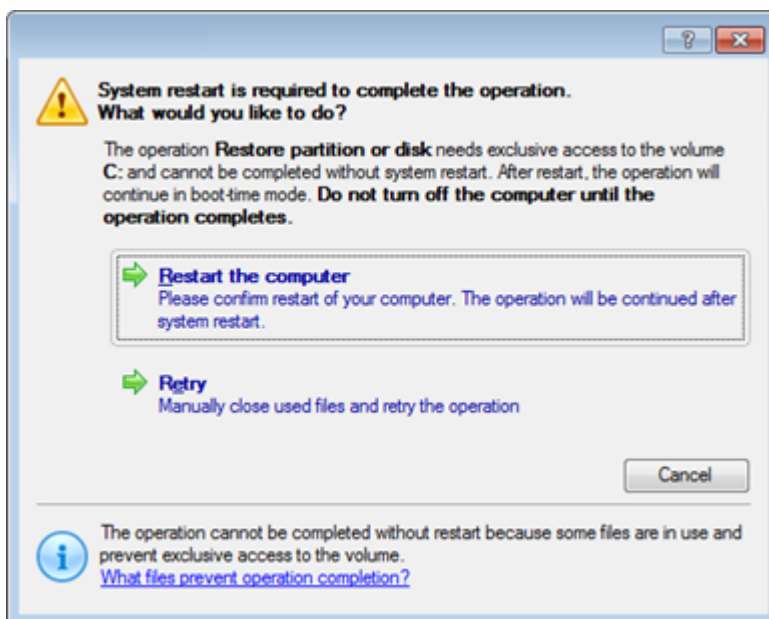 System restart is required to complete the operation.
What would you like to do?
The operation Restore partition or disk needs exclusive access to the volume
C: and cannot be completed without system restart. After restart, the operation will
continue in boot-time mode. Do not turn off the computer until the
operation completes.
Restart the computer
Please confirm restart of your computer. The operation will be continued after
system restart.
Retry
Manually close used files and retry the operation
Cancel
The operation cannot be completed without restart because some files are in use and
prevent exclusive access to the volume.
What files prevent operation completion?